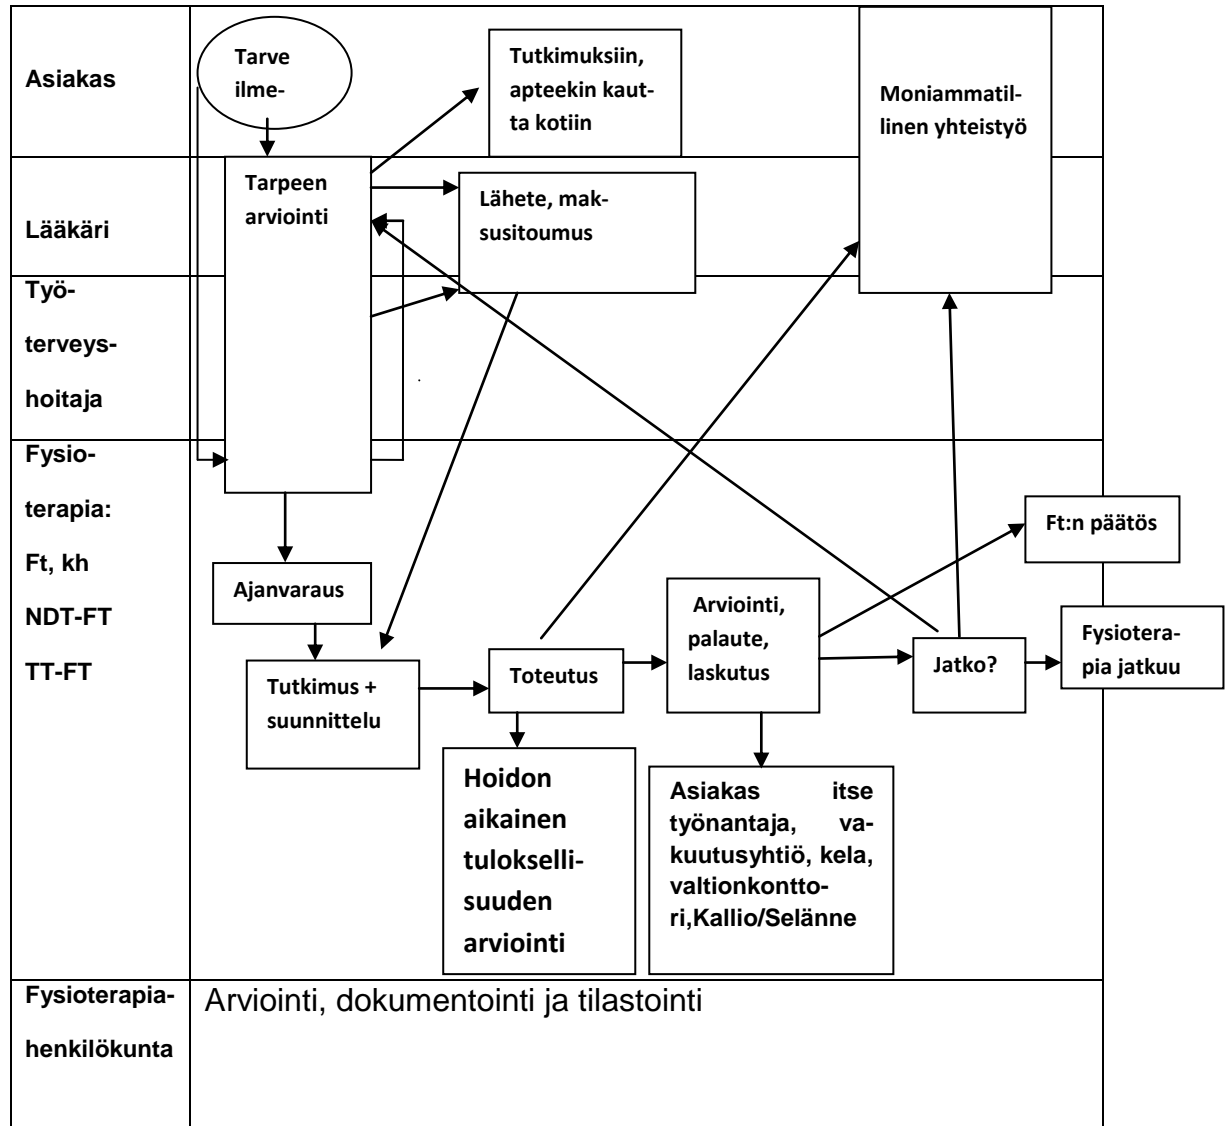 Asiakas
Tarve
ilme-
Tutkimuksiin,
apteekin kaut-
ta kotiin
Moniammatil-
linen yhteistyö
Lääkäri
Tarpeen
arviointi
Lähete, mak-
susitoumus
Työ-
terveys-
hoitaja
Fysio-
terapia:
Ft, kh
NDT-FT
TT-FT
Ajanvaraus
Tutkimus +
suunnittelu
Toteutus
Arviointi,
palaute,
laskutus
Jatko?
Ft:n päätös
Fysiotera-
pia jatkuu
Hoidon
aikainen
tulokselli-
suuden
arviointi
Asiakas itse
työnantaja, va-
kuutusyhtiö, kela,
valtionkontto-
ri,Kallio/Selänne
Fysioterapia-
henkilökunta
Arviointi, dokumentointi ja tilastointi